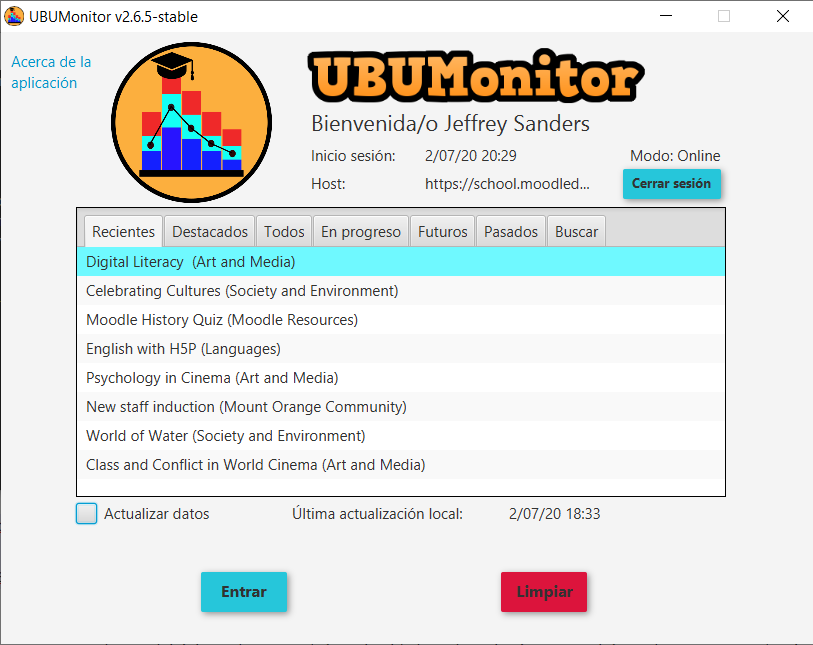 UBUMonitor v2.6.5-stable
Acerca de la
aplicación
UBUMonitor
Bienvenida/o Jeffrey Sanders
Inicio sesión: 2/07/20 20:29 Modo: Online
Host: https://school.moodled... Cerrar sesión
Recientes Destacados Todos En progreso Futuros Pasados Buscar
Digital Literacy  (Art and Media)
Celebrating Cultures (Society and Environment)
Moodle History Quiz (Moodle Resources)
English with H5P (Languages)
Psychology in Cinema (Art and Media)
New staff induction (Mount Orange Community)
World of Water (Society and Environment)
Class and Conflict in World Cinema (Art and Media)
Actualizar datos Última actualización local: 2/07/20 18:33
Entrar Limpiar